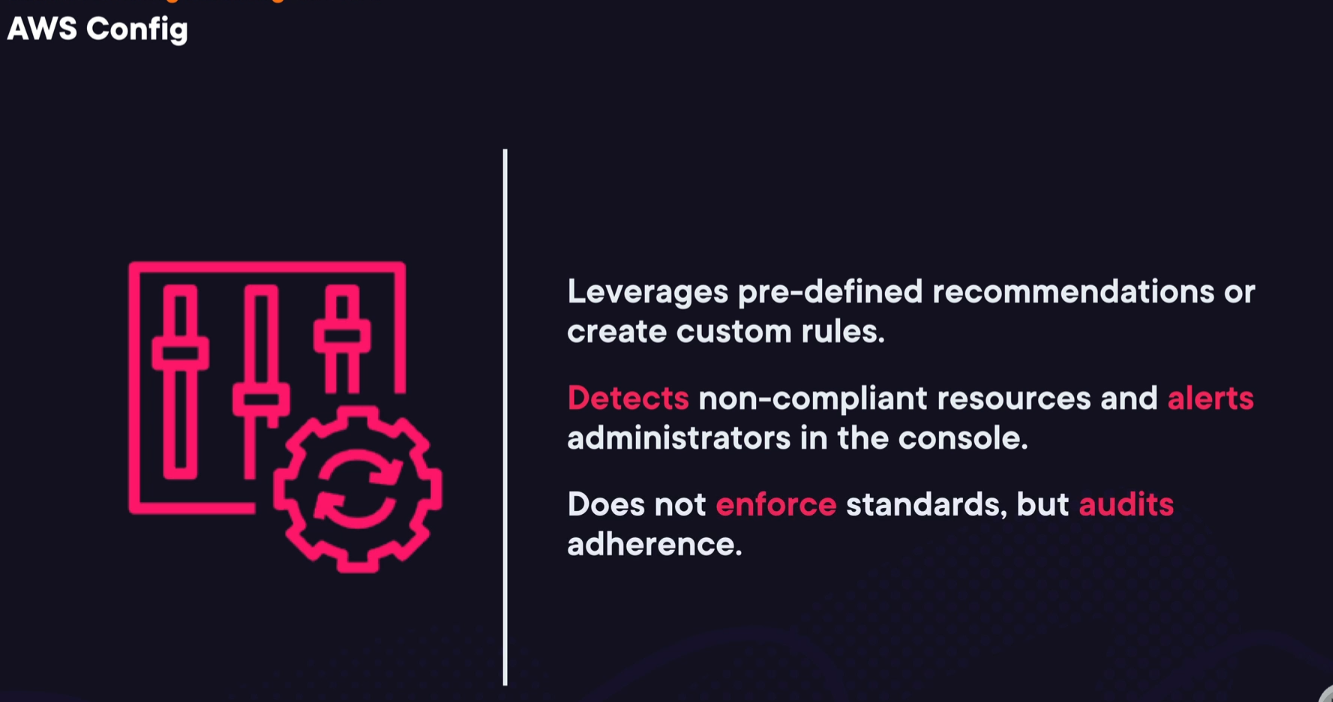 AWS Config
Leverages pre-defined recommendations or
create custom rules.
Detects non-compliant resources and alerts
administrators in the console.
Does not enforce standards, but audits
adherence.